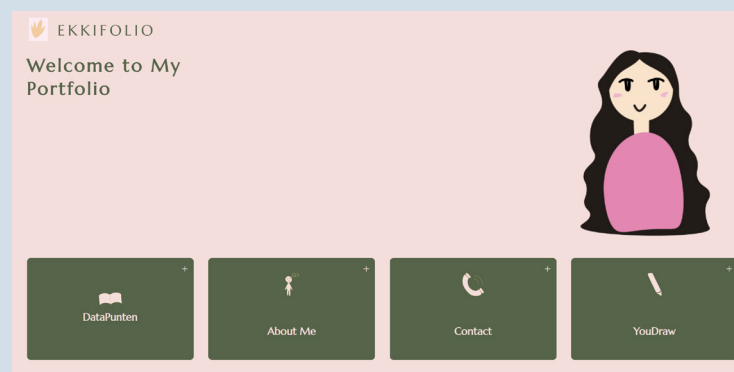 EKKIFOLIO
Welcome to My
Portfolio
+
+
+
+
DataPunten
About Me
Contact
YouDraw